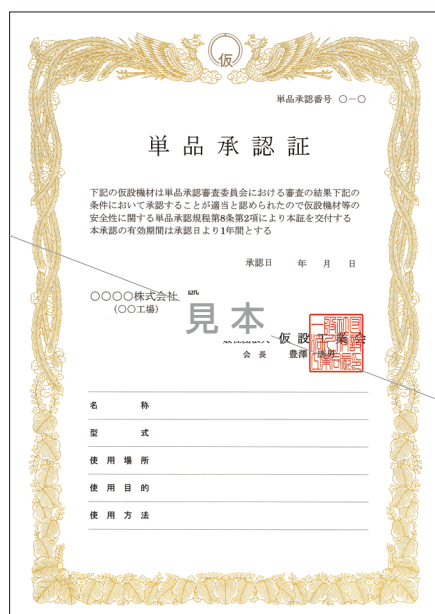 仮
単品承認番号 ○－○
単品承認証
下記の仮設機材は単品承認審査委員会における審査の結果下記の
条件において承認することが適当と認められたので仮設機材等の
安全性に関する単品承認規程第8条第2項により本証を交付する
本承認の有効期間は承認日より1年間とする
承認日 年 月 日
○○○○株式会社 殿
(○○工場)
見本
仮設工業会
会長 豊澤
名称
型式
使用場所
使用目的
使用方法